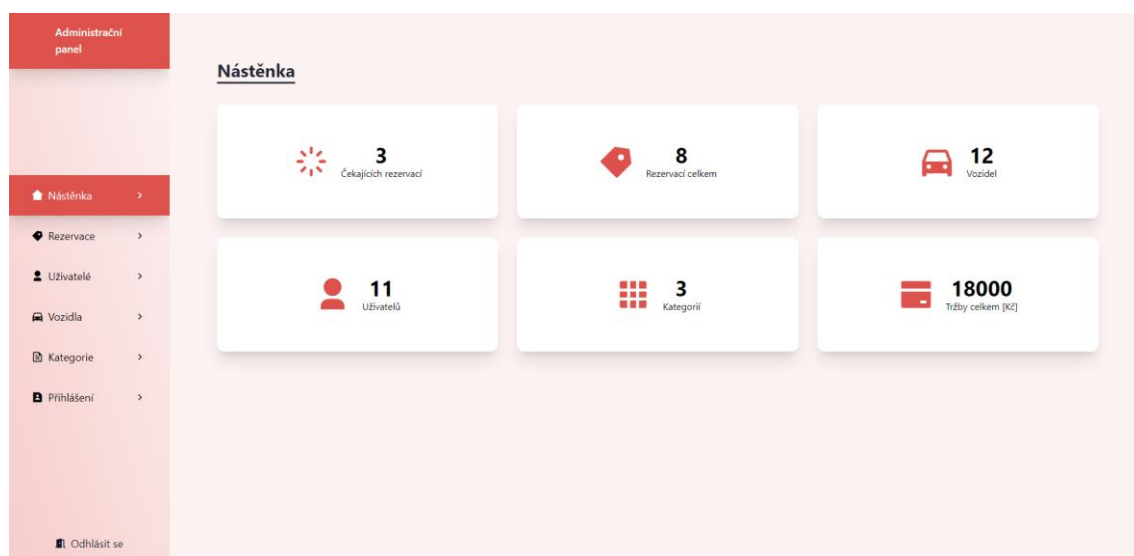 Administrační
panel
Nástěnka
Rezervace
Uživatelé
Vozidla
Kategorie
Přihlášení
Odhlásit se
Nástěnka
3
Čekajících rezervací
8
Rezervací celkem
12
Vozidel
11
Uživatelů
3
Kategorií
18000
Tržby celkem [Kč]